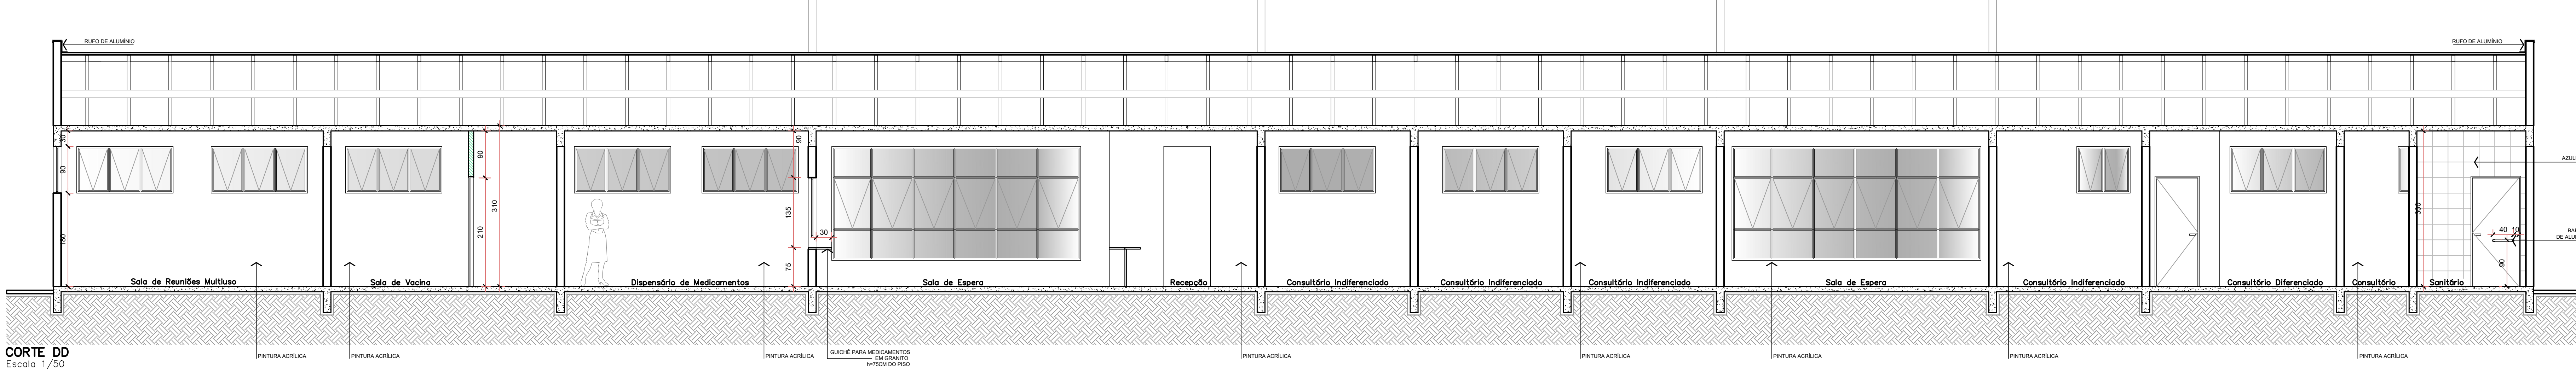 RUFO DE ALUMÍNIO
RUFO DE ALUMÍNIO
30
90
180
90
210
310
90
135
75
30
300
40 10
90
Sala de Reuniões Multiuso
Sala de Vacina
Dispensário de Medicamentos
Sala de Espera
Recepção
Consultório Indiferenciado
Consultório Indiferenciado
Consultório Indiferenciado
Sala de Espera
Consultório Indiferenciado
Consultório Diferenciado
Consultório
Sanitário
AZUL
BA
DE ALU
PINTURA ACRÍLICA
PINTURA ACRÍLICA
PINTURA ACRÍLICA
GUICHÊ PARA MEDICAMENTOS
EM GRANITO
h=75CM DO PISO
PINTURA ACRÍLICA
PINTURA ACRÍLICA
PINTURA ACRÍLICA
PINTURA ACRÍLICA
PINTURA ACRÍLICA
CORTE DD
Escala 1/50